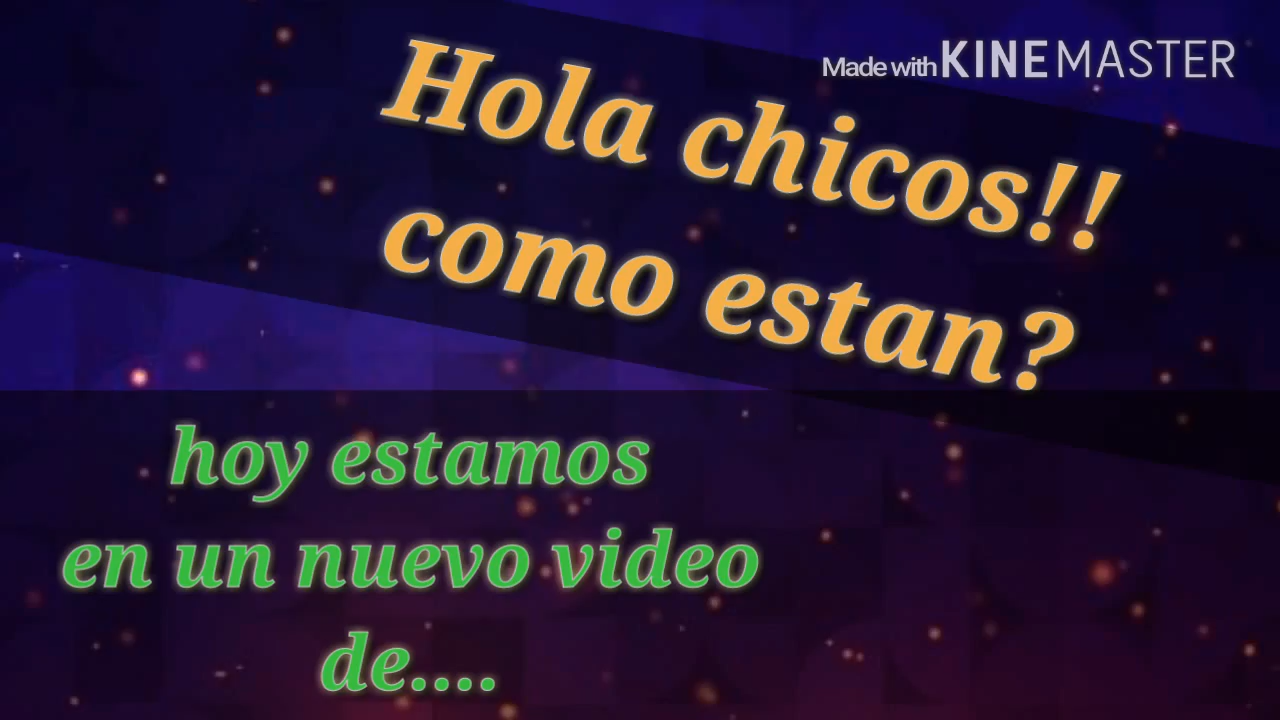 Made with KINEMASTER
Hola chicos!!
como estan?
hoy estamos
en un nuevo video
de....